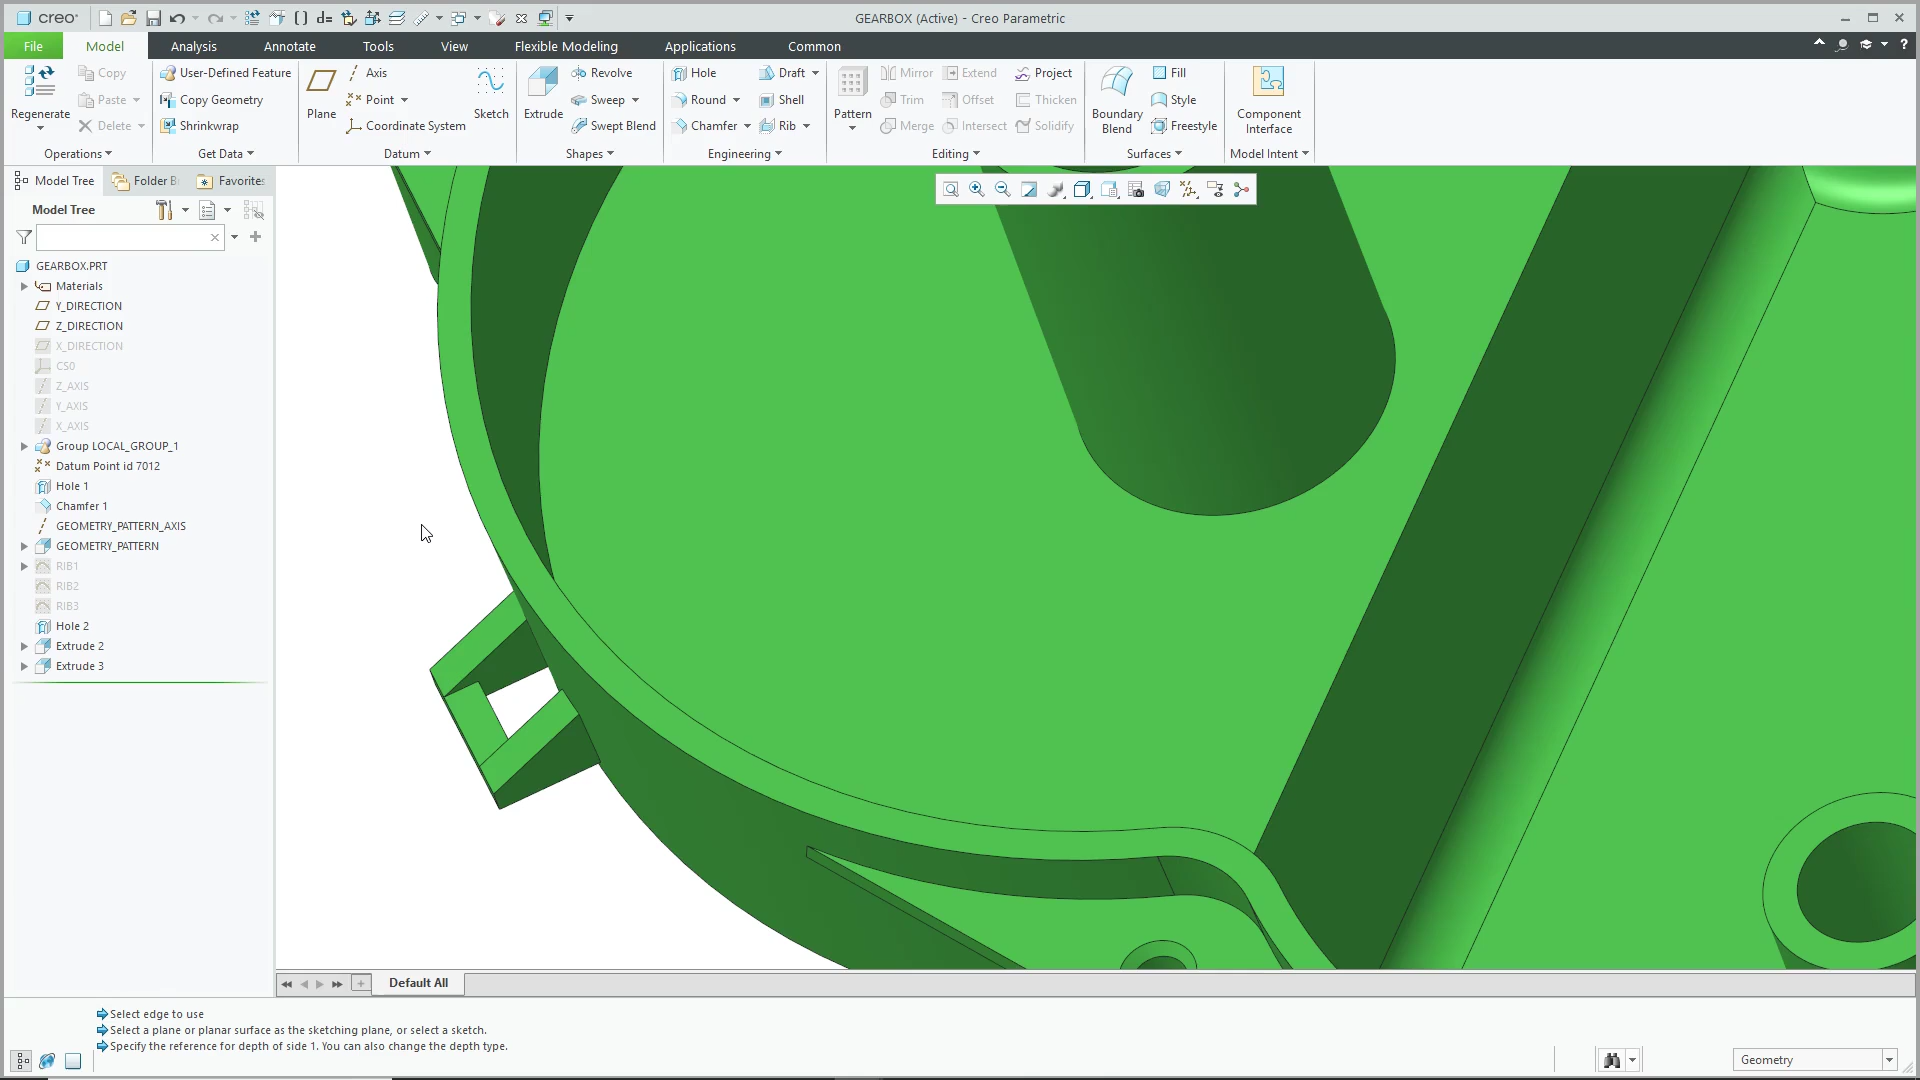 creo
d=
GEARBOX (Active) - Creo Parametric
File
Model
Analysis
Annotate
Tools
View
Flexible Modeling
Applications
Common
?
Regenerate
Copy
Paste
Delete
Operations
User-Defined Feature
Copy Geometry
Shrinkwrap
Get Data
Plane
Axis
Point
Coordinate System
Sketch
Datum
Extrude
Revolve
Sweep
Swept Blend
Shapes
Hole
Round
Chamfer
Draft
Shell
Rib
Engineering
Pattern
Mirror
Trim
Merge
Extend
Offset
Intersect
Project
Thicken
Solidify
Editing
Boundary
Blend
Fill
Style
Freestyle
Surfaces
Component
Interface
Model Intent
Model Tree
Folder B
Favorites
Model Tree
GEARBOX.PRT
Materials
Y_DIRECTION
Z_DIRECTION
X_DIRECTION
CS0
Z_AXIS
Y_AXIS
X_AXIS
Group LOCAL_GROUP_1
Datum Point id 7012
Hole 1
Chamfer 1
GEOMETRY_PATTERN_AXIS
GEOMETRY_PATTERN
RIB1
RIB2
RIB3
Hole 2
Extrude 2
Extrude 3
Default All
Select edge to use
Select a plane or planar surface as the sketching plane, or select a sketch.
Specify the reference for depth of side 1. You can also change the depth type.
Geometry